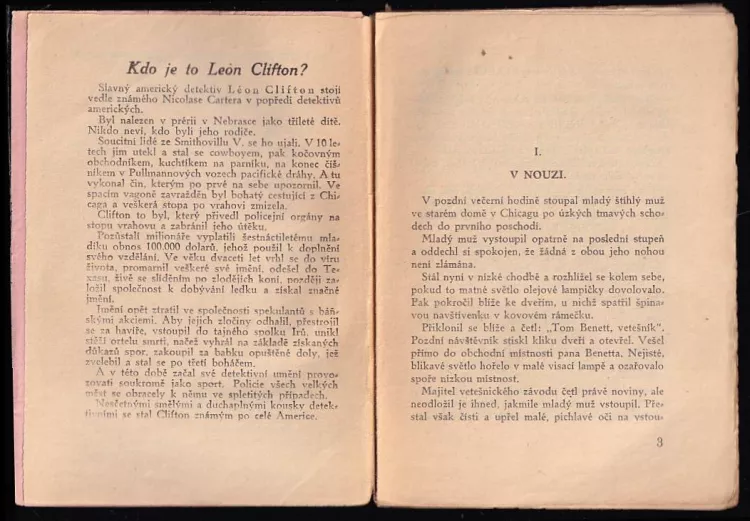 Kdo je to Leon Clifton?
Slavný americký detektiv Léon Clifton stojí
vedle známého Nicolase Cartera v popředí detektivů
amerických.
Byl nalezen v prérii v Nebrasce jako tříleté dítě.
Nikdo neví, kdo byli jeho rodiče.
Soucitní lidé ze Smithovillu V. se ho ujali. V 10 le-
tech jim utekl a stal se cowboyem, pak kočovným
obchodníkem, kuchtíkem na parníku, na konec číš-
níkem v Pullmannových vozech pacifické dráhy. A tu
vykonal čin, kterým po prvé na sebe upozornil. Ve
spacím vagoně zavražděn byl bohatý cestující z Chi-
caga a veškerá stopa po vrahovi zmizela.
Clifton to byl, který přivedl policejní orgány na
stopu vrahovu a zabránil jeho útěku.
Pozůstalí milionáře vyplatili šestnáctiletému mla-
díku obnos 100.000 dolarů, jehož použil k doplnění
svého vzdělání. Ve věku dvaceti let vrhl se do víru
života, promarnil veškeré své jmění, odešel do Te-
xasu, živě se slíděním po zlodějích koní, později za-
ložil společnost k dobývání ledku a získal značné
jmění.
Jmění opět ztratil ve společnosti spekulantů s báň-
skými akciemi. Aby jejich zločiny odhalil, přestrojil
se za havíře, vstoupil do tajného spolku Irů, unikl
stěží ortelu smrti, načež vyhrál na základě získaných
důkazů spor, zakoupil za babku opuštěné doly, jež
zvelebil a stal se po třetí boháčem.
A v této době začal své detektivní umění provo-
zovati soukromě jako sport. Policie všech velkých
měst se obracely k němu ve spletitých případech.
Nesčetnými smělými a duchaplnými kousky detek-
tivními se stal Clifton známým po celé Americe.
I.
V NOUZI.
V pozdní večerní hodině stoupal mladý štíhlý muž
ve starém domě v Chicagu po úzkých tmavých scho-
dech do prvního poschodí.
Mladý muž vystoupil opatrně na poslední stupeň
a oddechl si spokojen, že žádná z obou jeho nohou
není zlámána.
Stál nyní v nízké chodbě a rozhlížel se kolem sebe,
pokud to matné světlo olejové lampičky dovolovalo.
Pak pokročil blíže ke dveřím, u nichž spatřil špina-
vou navštívenku v kovovém rámečku.
Přiklonil se blíže a četl: „Tom Benett, vetešník“.
Pozdní návštěvník stiskl kliku dveří a otevřel. Vešel
přímo do obchodní místnosti pana Benetta. Nejisté,
blikavé světlo hořelo v malé visací lampě a ozařovalo
spoře nízkou místnost.
Majitel vetešnického závodu četl právě noviny, ale
neodložil je ihned, jakmile mladý muž vstoupil. Pře-
stal však čísti a upřel malé, pichlavé oči na vstou-
3